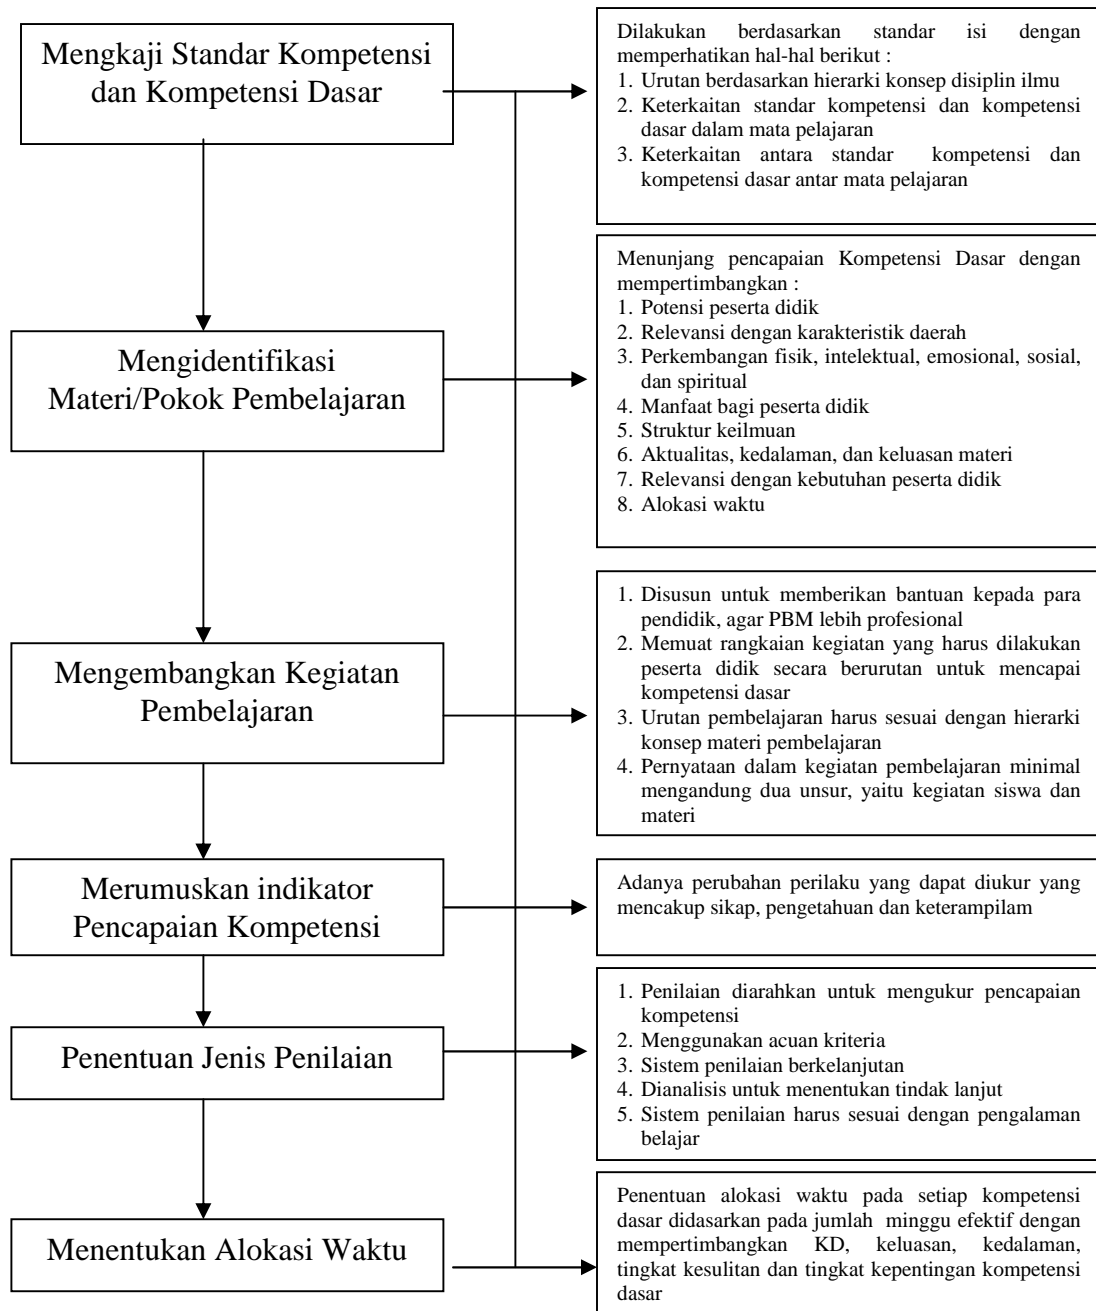 Mengkaji Standar Kompetensi
dan Kompetensi Dasar
Dilakukan berdasarkan standar isi dengan
memperhatikan hal-hal berikut :
1. Urutan berdasarkan hierarki konsep disiplin ilmu
2. Keterkaitan standar kompetensi dan kompetensi
dasar dalam mata pelajaran
3. Keterkaitan antara standar kompetensi dan
kompetensi dasar antar mata pelajaran
Mengidentifikasi
Materi/Pokok Pembelajaran
Menunjang pencapaian Kompetensi Dasar dengan
mempertimbangkan :
1. Potensi peserta didik
2. Relevansi dengan karakteristik daerah
3. Perkembangan fisik, intelektual, emosional, sosial,
dan spiritual
4. Manfaat bagi peserta didik
5. Struktur keilmuan
6. Aktualitas, kedalaman, dan keluasan materi
7. Relevansi dengan kebutuhan peserta didik
8. Alokasi waktu
Mengembangkan Kegiatan
Pembelajaran
1. Disusun untuk memberikan bantuan kepada para
pendidik, agar PBM lebih profesional
2. Memuat rangkaian kegiatan yang harus dilakukan
peserta didik secara berurutan untuk mencapai
kompetensi dasar
3. Urutan pembelajaran harus sesuai dengan hierarki
konsep materi pembelajaran
4. Pernyataan dalam kegiatan pembelajaran minimal
mengandung dua unsur, yaitu kegiatan siswa dan
materi
Merumuskan indikator
Pencapaian Kompetensi
Adanya perubahan perilaku yang dapat diukur yang
mencakup sikap, pengetahuan dan keterampilam
Penentuan Jenis Penilaian
1. Penilaian diarahkan untuk mengukur pencapaian
kompetensi
2. Menggunakan acuan kriteria
3. Sistem penilaian berkelanjutan
4. Dianalisis untuk menentukan tindak lanjut
5. Sistem penilaian harus sesuai dengan pengalaman
belajar
Menentukan Alokasi Waktu
Penentuan alokasi waktu pada setiap kompetensi
dasar didasarkan pada jumlah minggu efektif dengan
mempertimbangkan KD, keluasan, kedalaman,
tingkat kesulitan dan tingkat kepentingan kompetensi
dasar